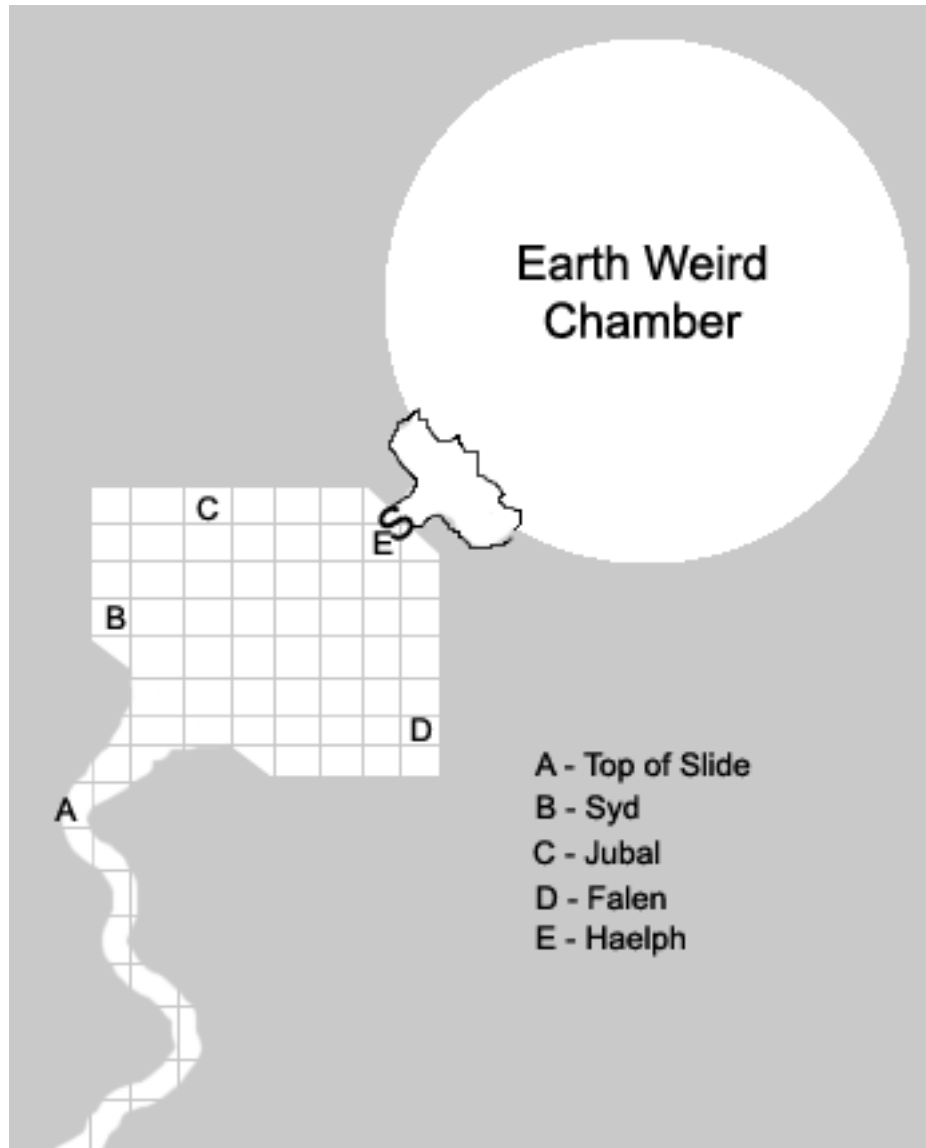 Earth Weird
Chamber
C
S
E
B
D
A
A - Top of Slide
B - Syd
C - Jubal
D - Falen
E - Haelph